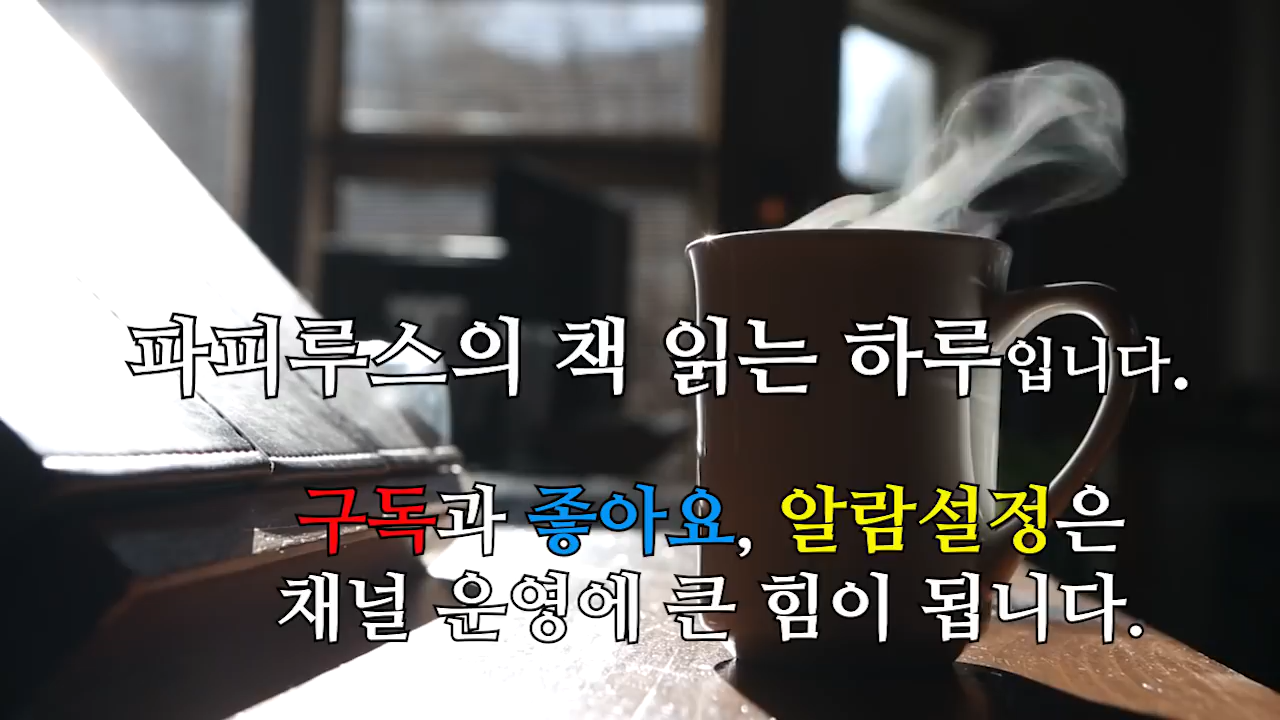 파피루스의 책 읽는 하루입니다.
구독과 좋아요, 알람설정은
채널 운영에 큰 힘이 됩니다.